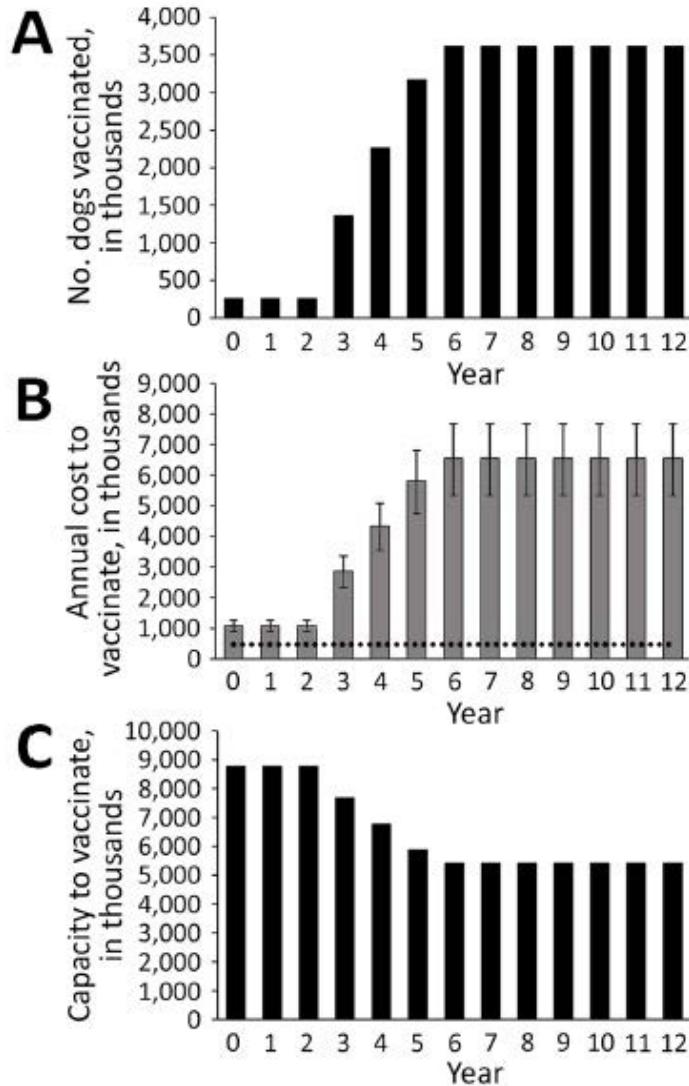 A
No. dogs vaccinated,
in thousands
4,000
3,500
3,000
2,500
2,000
1,500
1,000
500
0
0 1 2 3 4 5 6 7 8 9 10 11 12
Year
B
Annual cost to
vaccinate, in thousands
9,000
8,000
7,000
6,000
5,000
4,000
3,000
2,000
1,000
0
0 1 2 3 4 5 6 7 8 9 10 11 12
Year
C
Capacity to vaccinate,
in thousands
10,000
9,000
8,000
7,000
6,000
5,000
4,000
3,000
2,000
1,000
0
0 1 2 3 4 5 6 7 8 9 10 11 12
Year